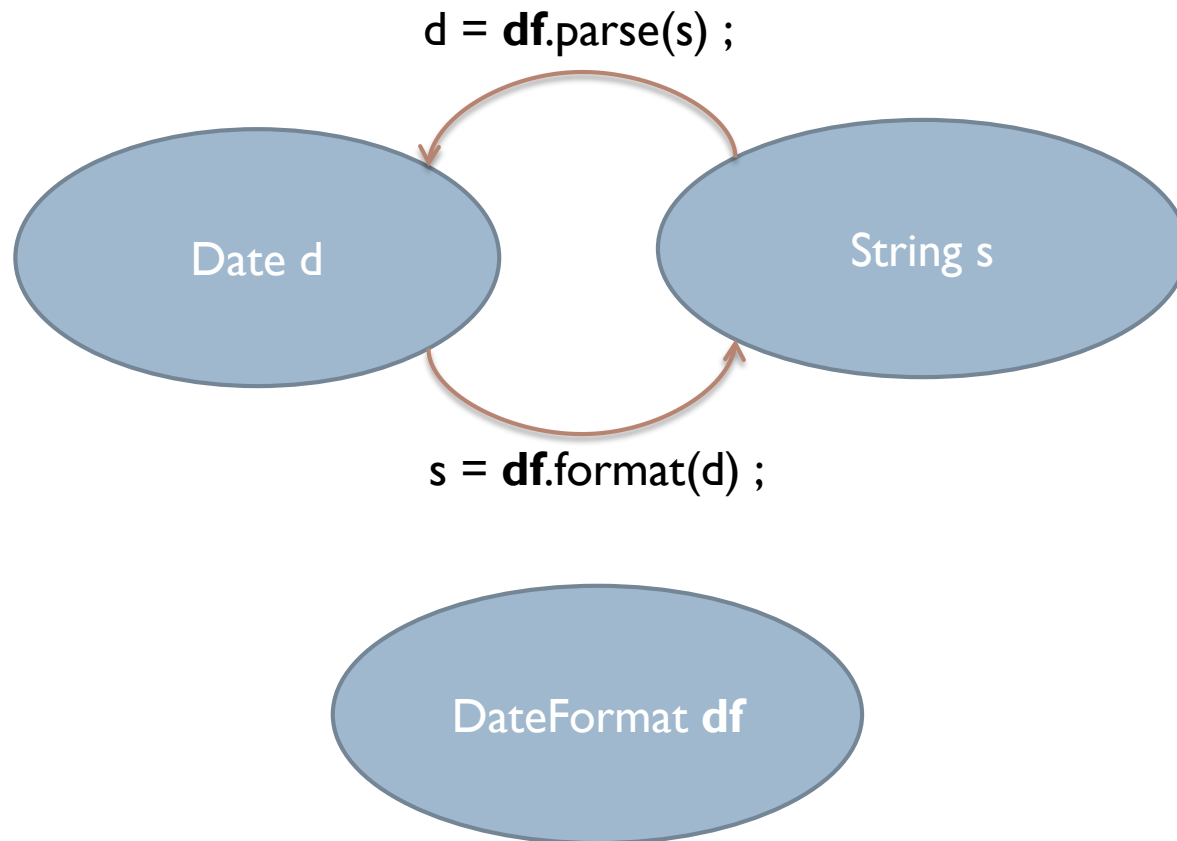 d = df.parse(s) ;
Date d
String s
s = df.format(d) ;
DateFormat df